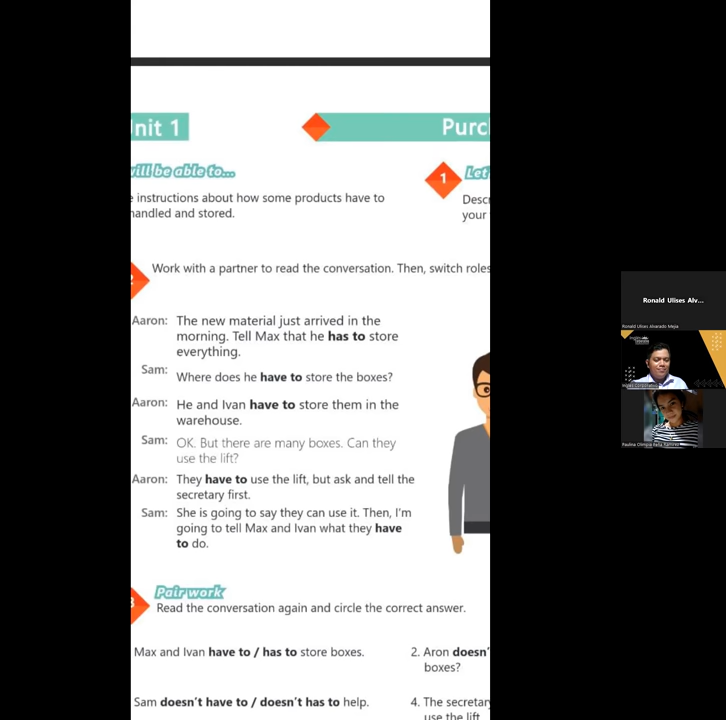 nit 1
Purc
ill be able to...
e instructions about how some products have to
handled and stored.
1
Let
Descr
your
Work with a partner to read the conversation. Then, switch roles
Aaron: The new material just arrived in the
morning. Tell Max that he has to store
everything.
Sam: Where does he have to store the boxes?
Aaron: He and Ivan have to store them in the
warehouse.
Sam: OK. But there are many boxes. Can they
use the lift?
Aaron: They have to use the lift, but ask and tell the
secretary first.
Sam: She is going to say they can use it. Then, I'm
going to tell Max and Ivan what they have
to do.
3
Pair work
Read the conversation again and circle the correct answer.
Max and Ivan have to / has to store boxes.
2. Aron doesn'
boxes?
Sam doesn't have to / doesn't has to help.
4. The secretary
use the lift
Ronald Ulises Alv...
Ronald Ulises Alvarado Mejia
Paulina Olimpia Peña Ramirez